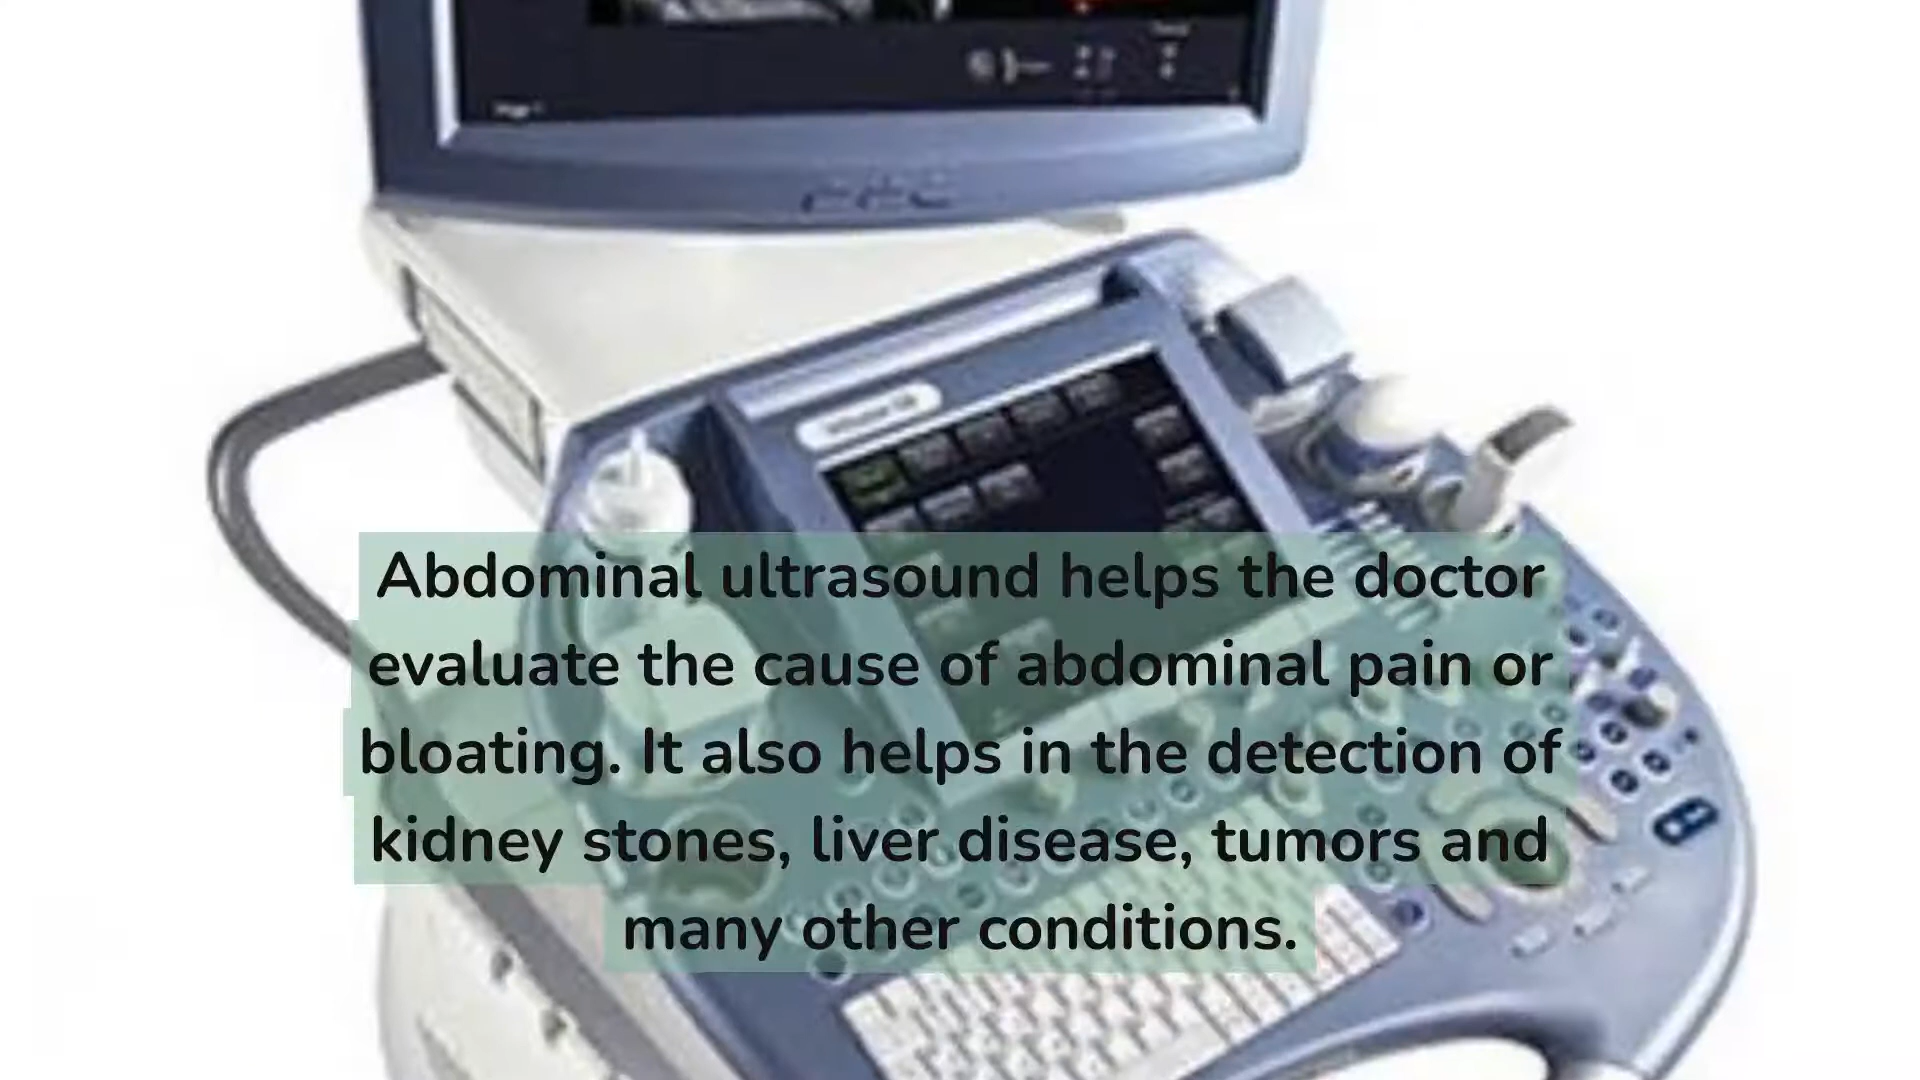 Abdominal ultrasound helps the doctor
evaluate the cause of abdominal pain or
bloating. It also helps in the detection of
kidney stones, liver disease, tumors and
many other conditions.